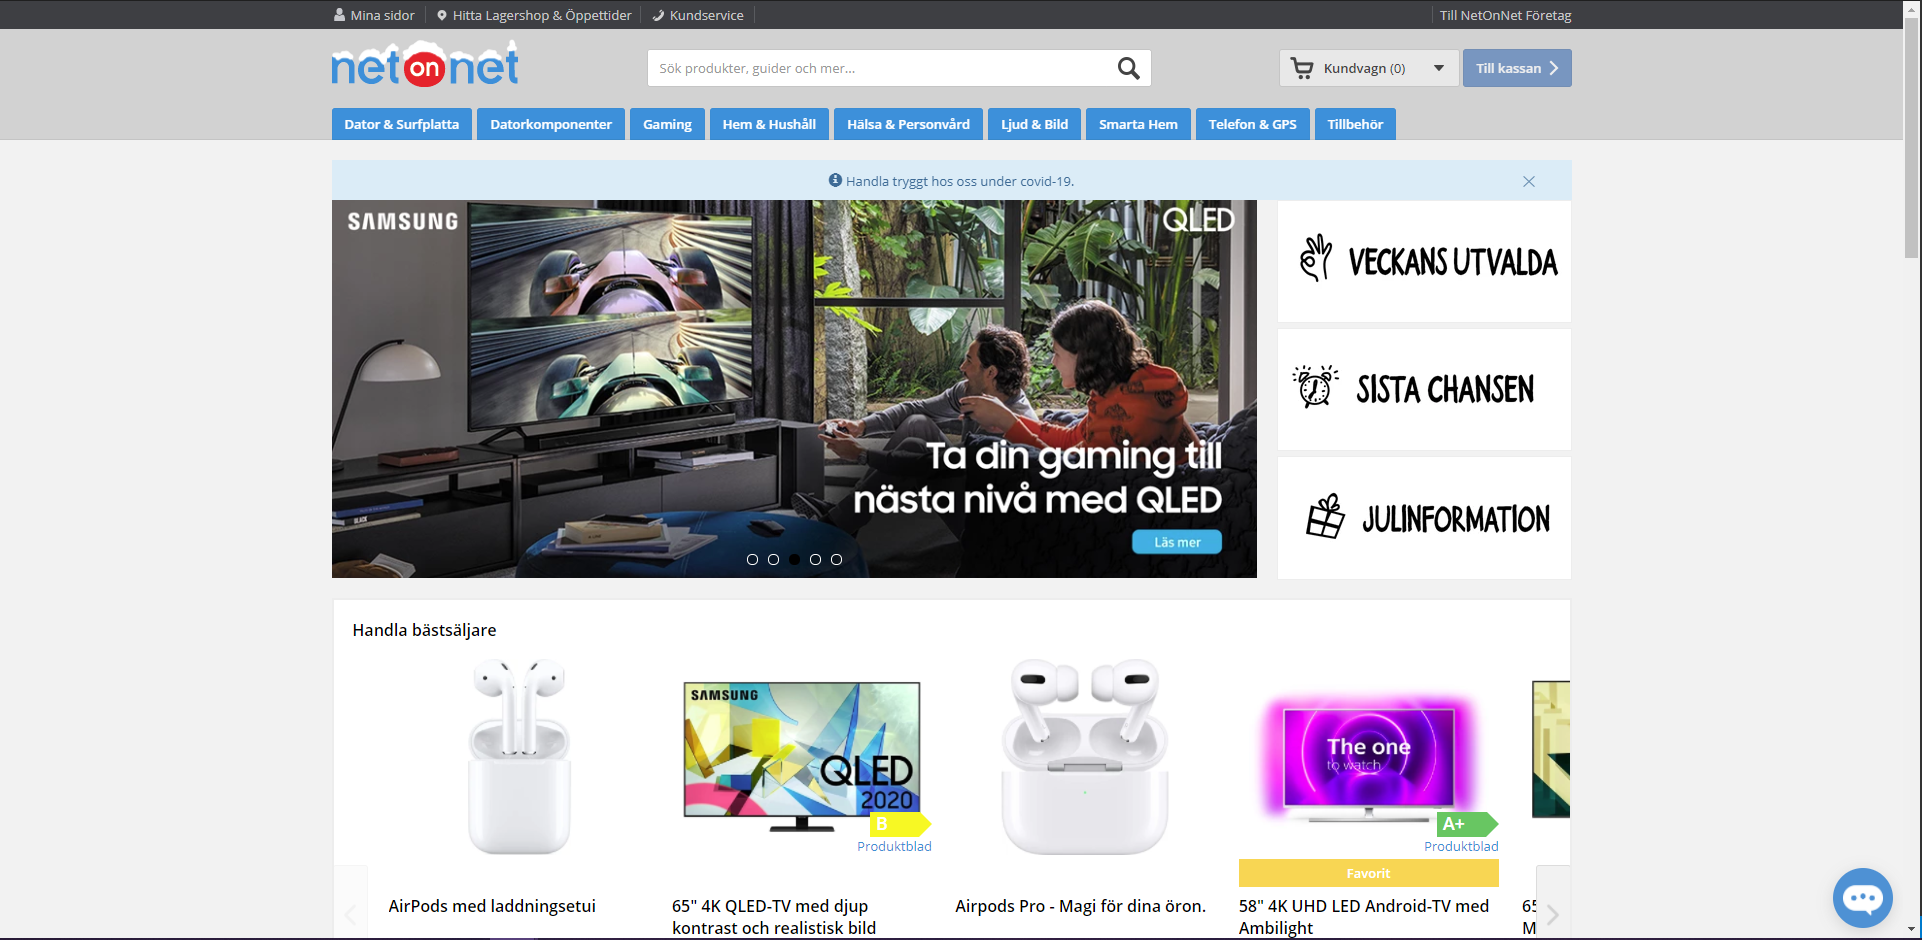 Mina sidor
Hitta Lagershop & Öppettider
Kundservice
Till NetOnNet Företag
netonnet
Sök produkter, guider och mer...
Kundvagn (0)
Till kassan
Dator & Surfplatta
Datorkomponenter
Gaming
Hem & Hushåll
Hälsa & Personvård
Ljud & Bild
Smarta Hem
Telefon & GPS
Tillbehör
Handla tryggt hos oss under covid-19.
SAMSUNG
QLED
BLACK
Ta din gaming till
nästa nivå med QLED
Läs mer
VECKANS UTVALDA
SISTA CHANSEN
JULINFORMATION
Handla bästsäljare
SAMSUNG
QLED
2020
B
Produktblad
The one
to watch
A+
Produktblad
Favorit
AirPods med laddningsetui
65" 4K QLED-TV med djup
kontrast och realistisk bild
Airpods Pro - Magi för dina öron.
58" 4K UHD LED Android-TV med
Ambilight
65
M